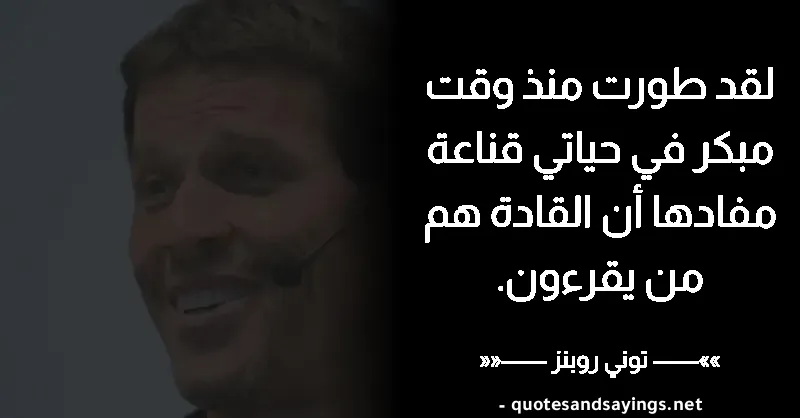 لقد طورت منذ وقت
مبكر في حياتي قناعة
مفادها أن القادة هم
من يقرءون.
»»——— توني روبنز ———««
- quotesandsayings.net